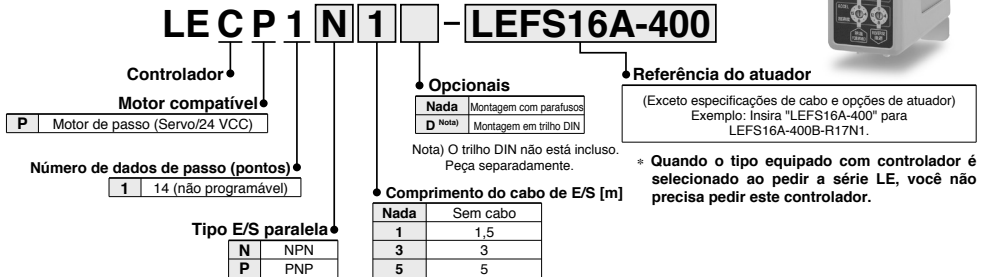 LECP1N1 – LEFS16A-400
Controlador
Motor compatível
P Motor de passo (Servo/24 VCC)
Número de dados de passo (pontos)
1 14 (não programável)
Tipo E/S paralela
N NPN
P PNP
Opcionais
Nada Montagem com parafusos
D Nota) Montagem em trilho DIN
Nota) O trilho DIN não está incluso.
Peça separadamente.
Comprimento do cabo de E/S [m]
Nada Sem cabo
1 1,5
3 3
5 5
Referência do atuador
(Exceto especificações de cabo e opções de atuador)
Exemplo: Insira "LEFS16A-400" para
LEFS16A-400B-R17N1.
* Quando o tipo equipado com controlador é
selecionado ao pedir a série LE, você não
precisa pedir este controlador.